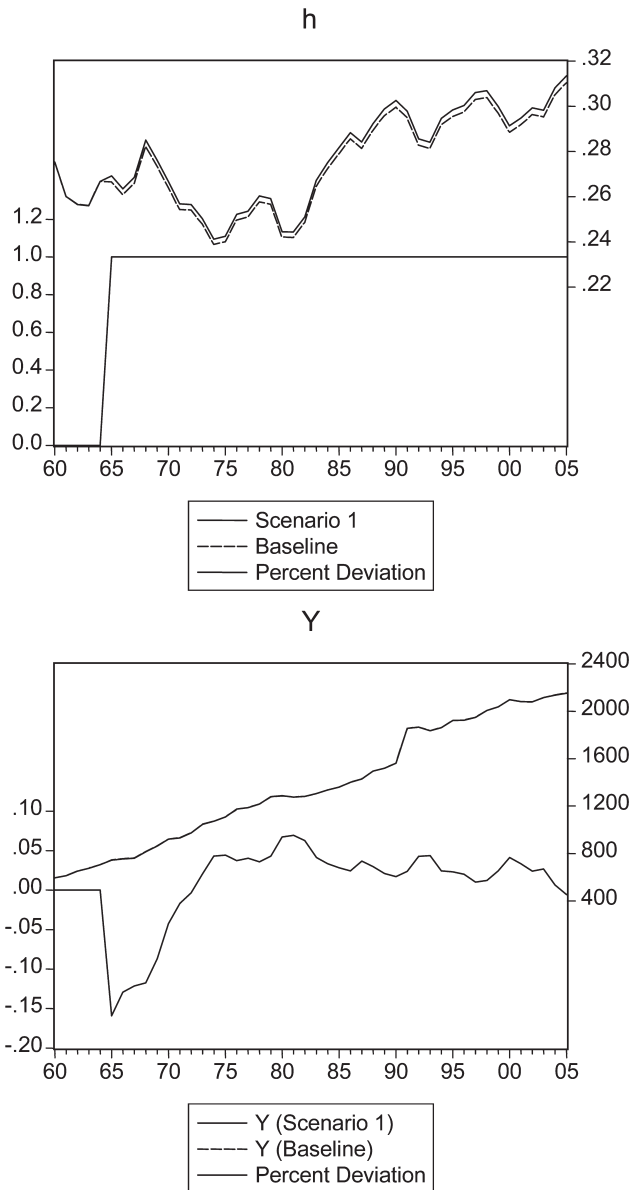 h
.32
.30
.28
.26
.24
.22
1.2
1.0
0.8
0.6
0.4
0.2
0.0
60 65 70 75 80 85 90 95 00 05
Scenario 1
Baseline
Percent Deviation
Y
2400
2000
1600
1200
800
400
.10
.05
.00
-.05
-.10
-.15
-.20
60 65 70 75 80 85 90 95 00 05
Y (Scenario 1)
Y (Baseline)
Percent Deviation